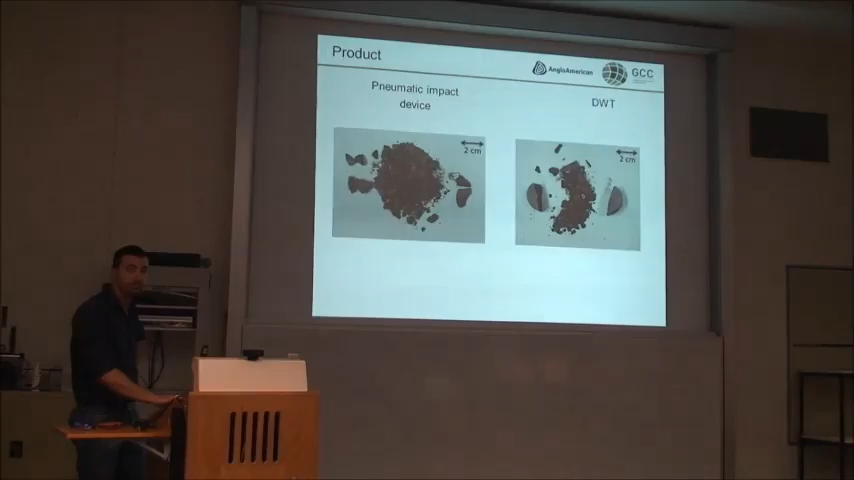 Product
AngloAmerican
GCC
Pneumatic impact
device
DWT
2 cm
2 cm